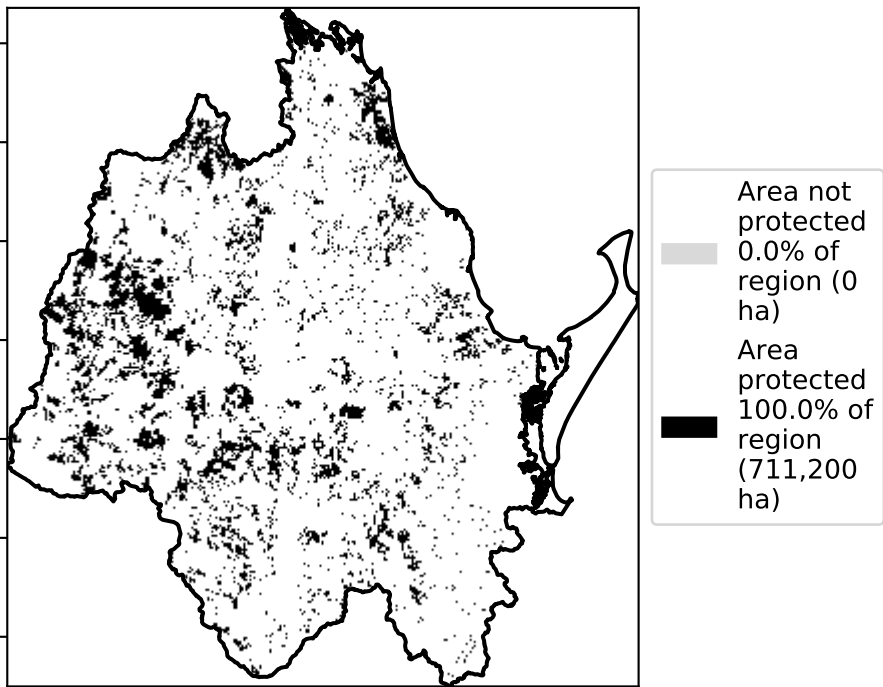 Area not
protected
0.0% of
region (0
ha)
Area
protected
100.0% of
region
(711,200
ha)